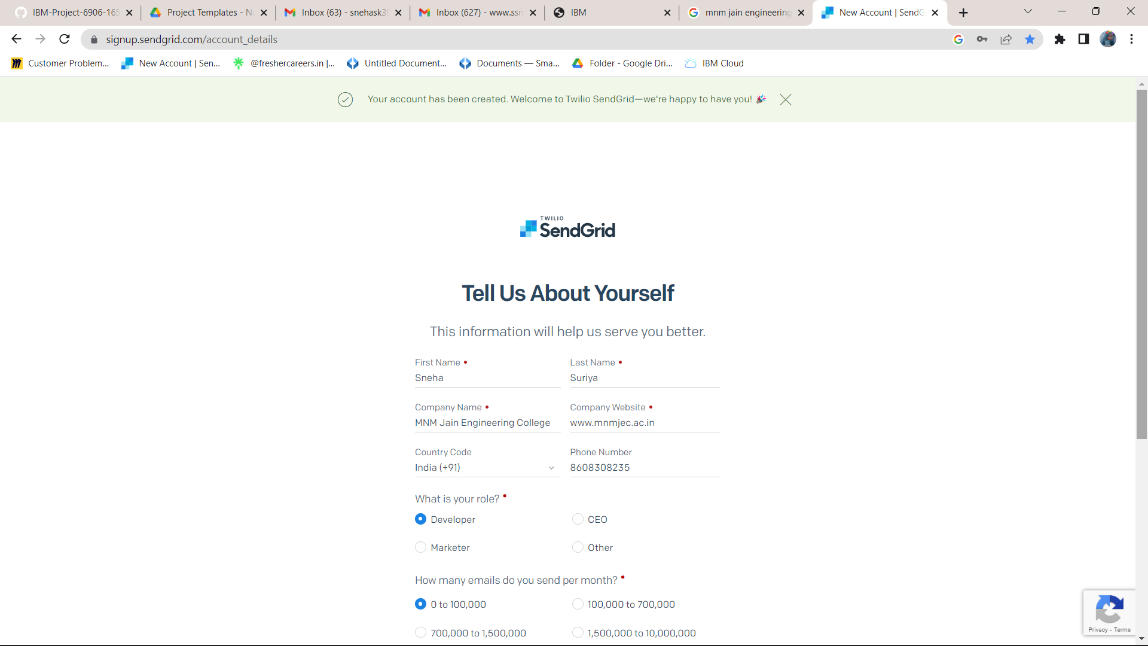 IBM-Project-6906-165 Project Templates - N Inbox (63) - snehask3 Inbox (627) - www.ssn IBM mnm jain engineering New Account | SendG
signup.sendgrid.com/account_details
Customer Problem... New Account | Sen... @freshercareers.in |... Untitled Document... Documents — Sma... Folder - Google Dri... IBM Cloud
Your account has been created. Welcome to Twilio SendGrid—we're happy to have you! 🎉
TWILIO
SendGrid
Tell Us About Yourself
This information will help us serve you better.
First Name • Last Name •
Sneha Suriya
Company Name • Company Website •
MNM Jain Engineering College www.mnmjec.ac.in
Country Code Phone Number
India (+91) 8608308235
What is your role? •
Developer CEO
Marketer Other
How many emails do you send per month? •
0 to 100,000 100,000 to 700,000
700,000 to 1,500,000 1,500,000 to 10,000,000
Privacy - Terms